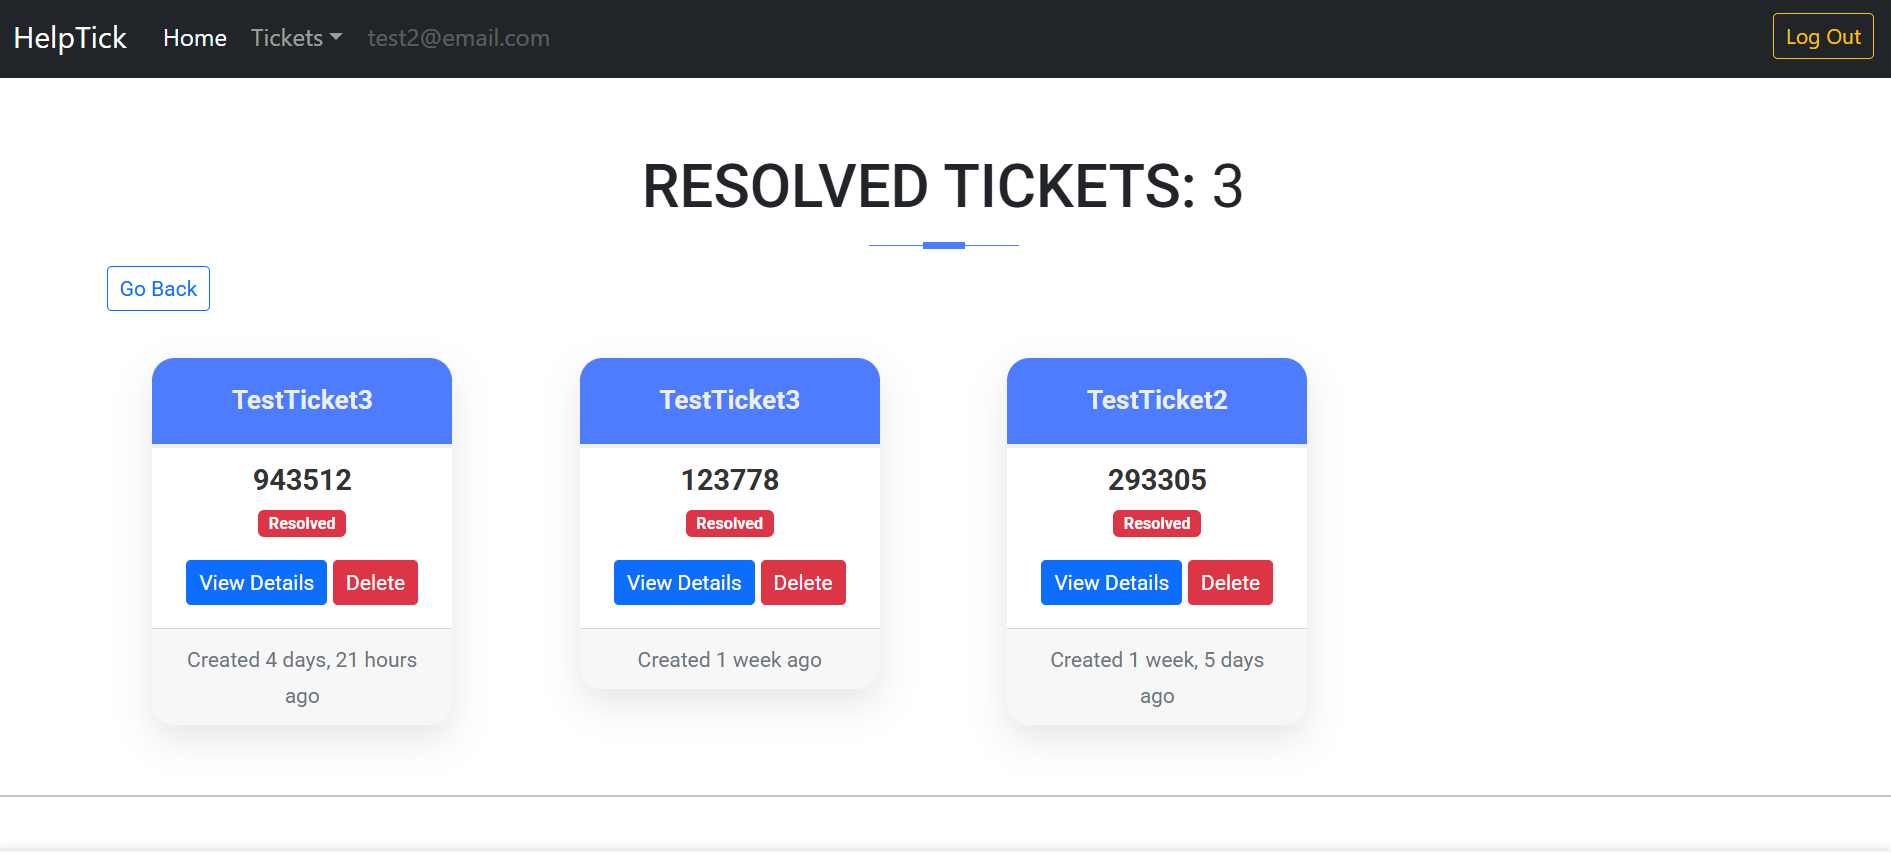 HelpTick Home Tickets test2@email.com Log Out
RESOLVED TICKETS: 3
Go Back
TestTicket3
943512
Resolved
View Details Delete
Created 4 days, 21 hours
ago
TestTicket3
123778
Resolved
View Details Delete
Created 1 week ago
TestTicket2
293305
Resolved
View Details Delete
Created 1 week, 5 days
ago